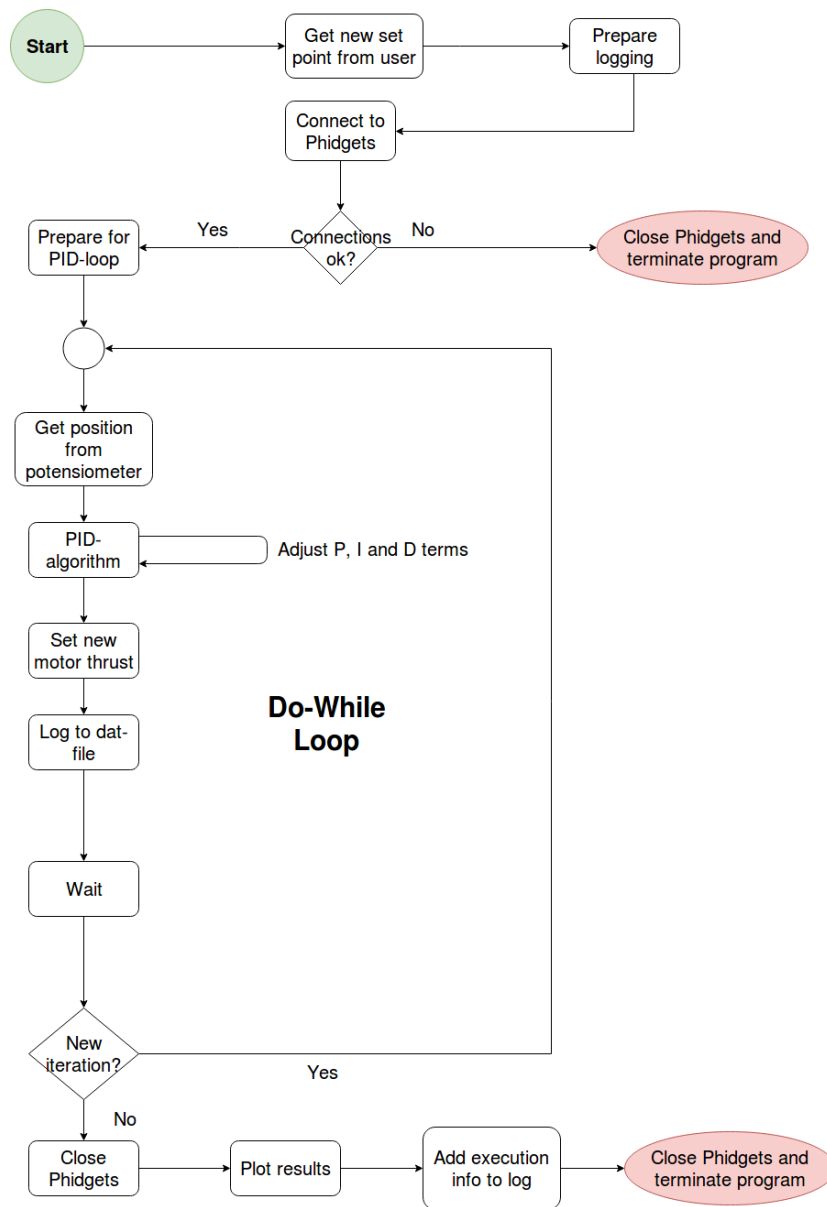 Start
Get new set
point from user
Prepare
logging
Connect to
Phidgets
Connections
ok?
Yes
No
Prepare for
PID-loop
Close Phidgets and
terminate program
Get position
from
potensiometer
PID-
algorithm
Adjust P, I and D terms
Set new
motor thrust
Do-While
Loop
Log to dat-
file
Wait
New
iteration?
Yes
No
Close
Phidgets
Plot results
Add execution
info to log
Close Phidgets and
terminate program